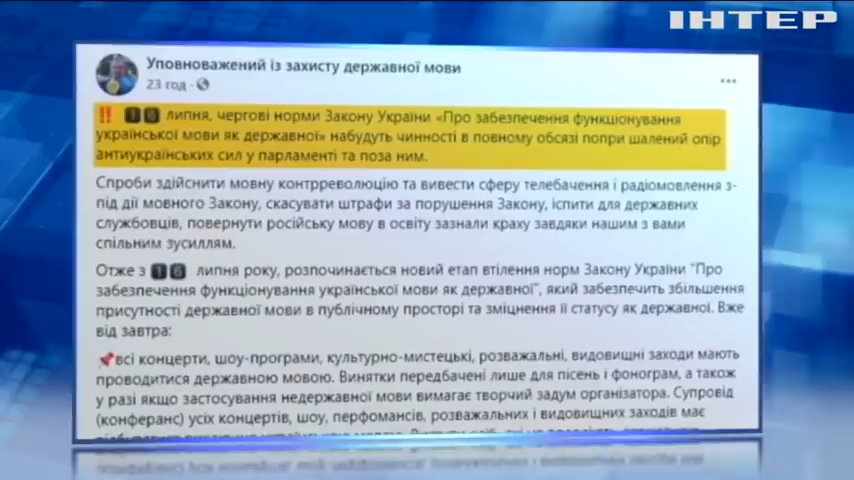 ІНТЕР
Уповноважений із захисту державної мови
23 год ·
‼ 16 липня, чергові норми Закону України «Про забезпечення функціонування
української мови як державної» набудуть чинності в повному обсязі попри шалений опір
антиукраїнських сил у парламенті та поза ним.
Спроби здійснити мовну контрреволюцію та вивести сферу телебачення і радіомовлення з-
під дії мовного Закону, скасувати штрафи за порушення Закону, іспити для державних
службовців, повернути російську мову в освіту зазнали краху завдяки нашим з вами
спільним зусиллям.
Отже з 16 липня року, розпочинається новий етап втілення норм Закону України "Про
забезпечення функціонування української мови як державної", який забезпечить збільшення
присутності державної мови в публічному просторі та зміцнення її статусу як державної. Вже
від завтра:
📌всі концерти, шоу-програми, культурно-мистецькі, розважальні, видовищні заходи мають
проводитися державною мовою. Винятки передбачені лише для пісень і фонограм, а також
у разі якщо застосування недержавної мови вимагає творчий задум організатора. Супровід
(конферанс) усіх концертів, шоу, перфомансів, розважальних і видовищних заходів має